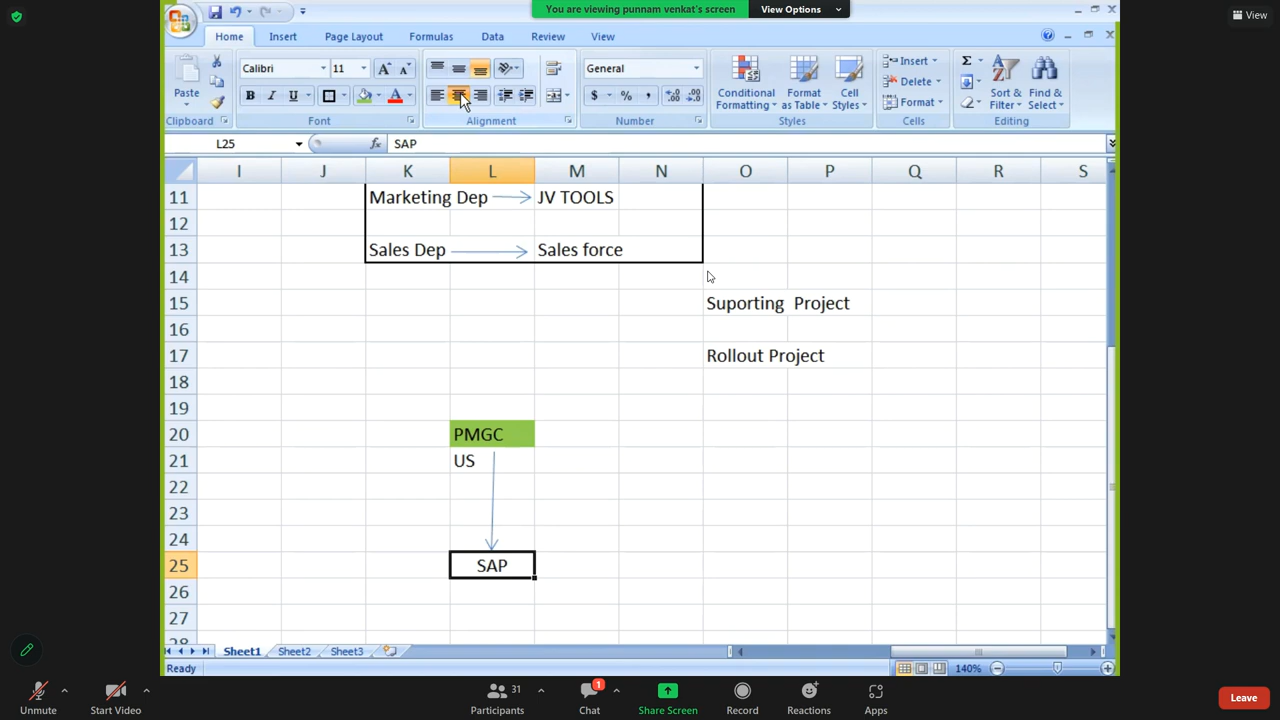 You are viewing punnam venkat's screen
View Options
View
Home Insert Page Layout Formulas Data Review View
Paste
Calibri 11
B I U
General
$ % ,
Conditional Formatting
Format as Table
Cell Styles
Insert
Delete
Format
Σ
Sort & Filter
Find & Select
Clipboard Font Alignment Number Styles Cells Editing
L25 fx SAP
I J K L M N O P Q R S
11 Marketing Dep JV TOOLS
12
13 Sales Dep Sales force
14
15 Suporting Project
16
17 Rollout Project
18
19
20 PMGC
21 US
22
23
24
25 SAP
26
27
28
Sheet1 Sheet2 Sheet3
Ready 140%
Unmute Start Video Participants 31 Chat 1 Share Screen Record Reactions Apps Leave